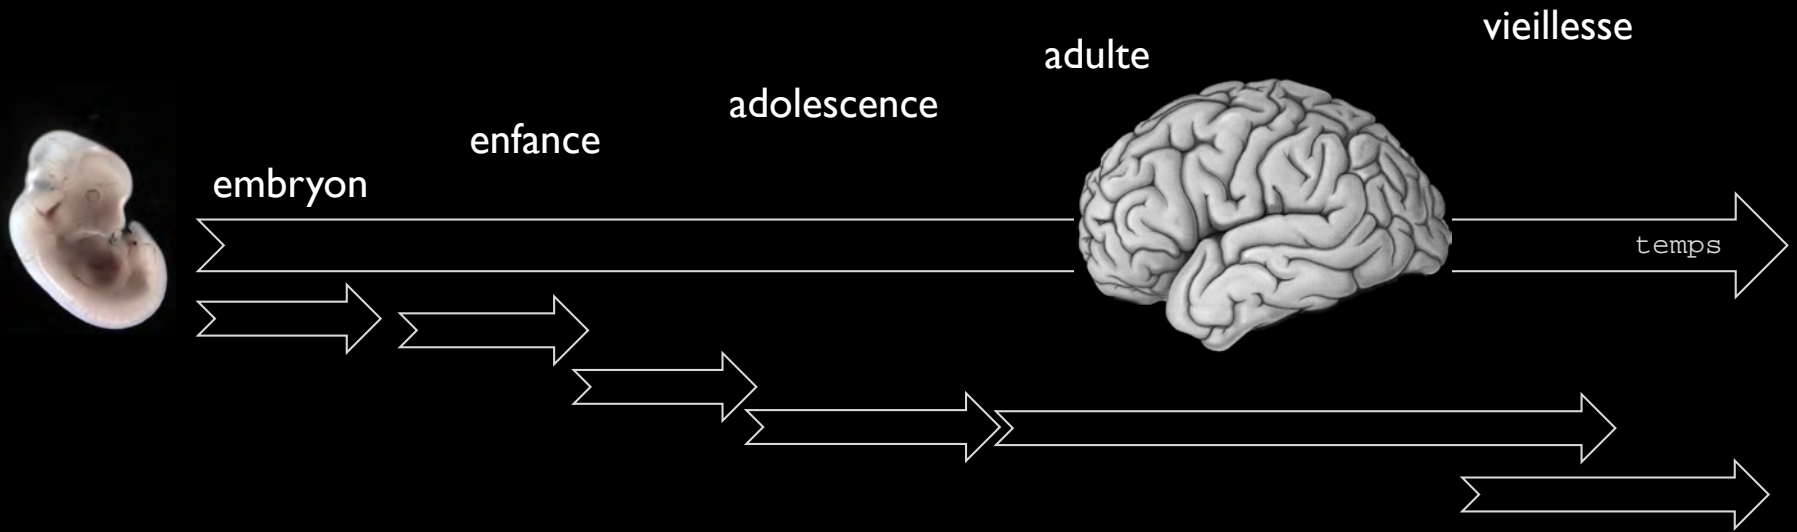 embryon
enfance
adolescence
adulte
vieillesse
temps